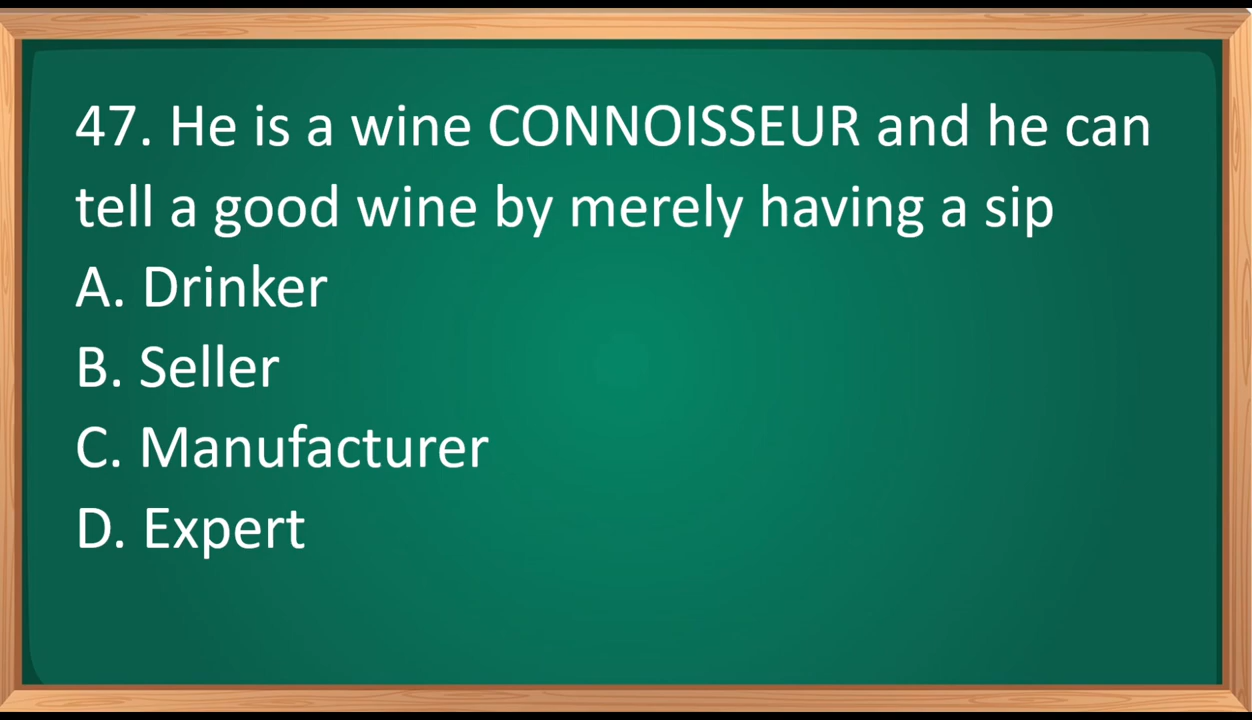 47. He is a wine CONNOISSEUR and he can
tell a good wine by merely having a sip
A. Drinker
B. Seller
C. Manufacturer
D. Expert